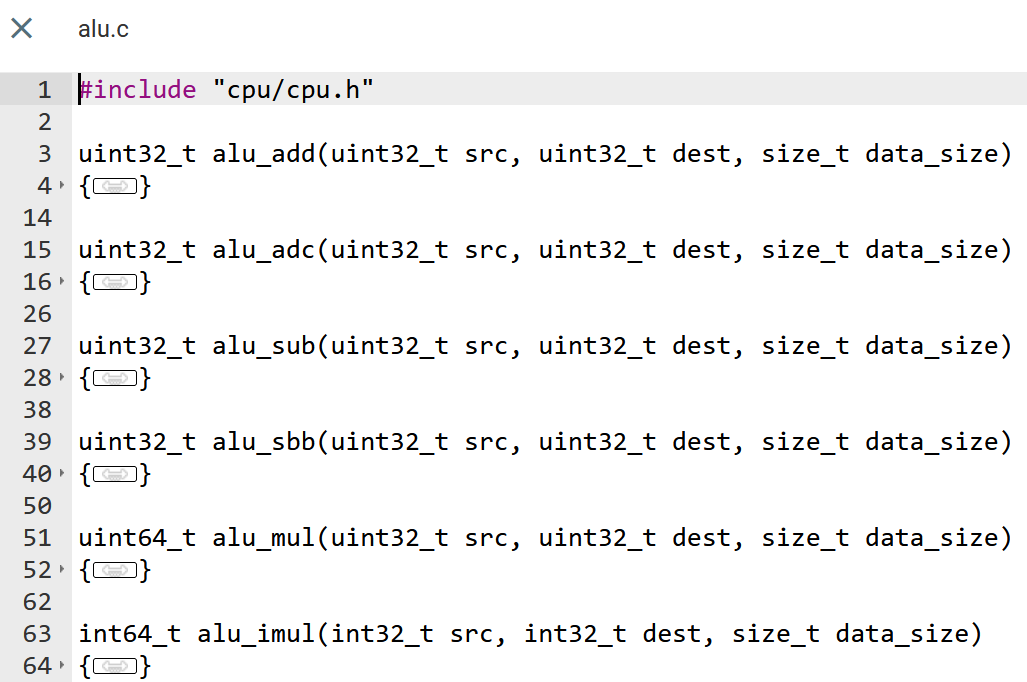 alu.c
1 #include "cpu/cpu.h"
2
3 uint32_t alu_add(uint32_t src, uint32_t dest, size_t data_size)
4 {}
14
15 uint32_t alu_adc(uint32_t src, uint32_t dest, size_t data_size)
16 {}
26
27 uint32_t alu_sub(uint32_t src, uint32_t dest, size_t data_size)
28 {}
38
39 uint32_t alu_sbb(uint32_t src, uint32_t dest, size_t data_size)
40 {}
50
51 uint64_t alu_mul(uint32_t src, uint32_t dest, size_t data_size)
52 {}
62
63 int64_t alu_imul(int32_t src, int32_t dest, size_t data_size)
64 {}